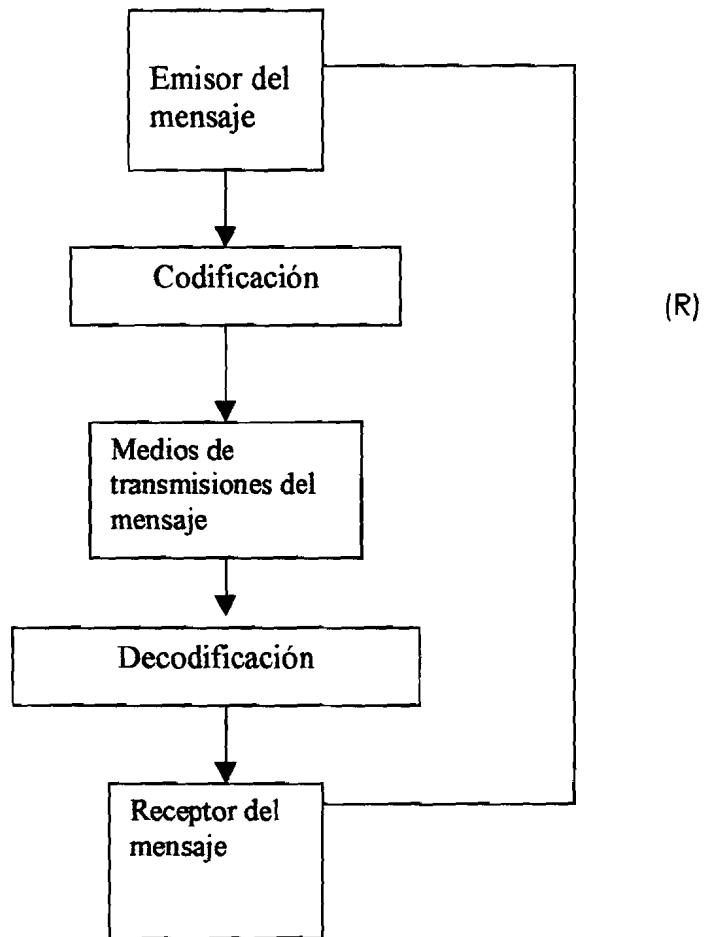 Emisor del
mensaje
Codificación
(R)
Medios de
transmisiones del
mensaje
Decodificación
Receptor del
mensaje